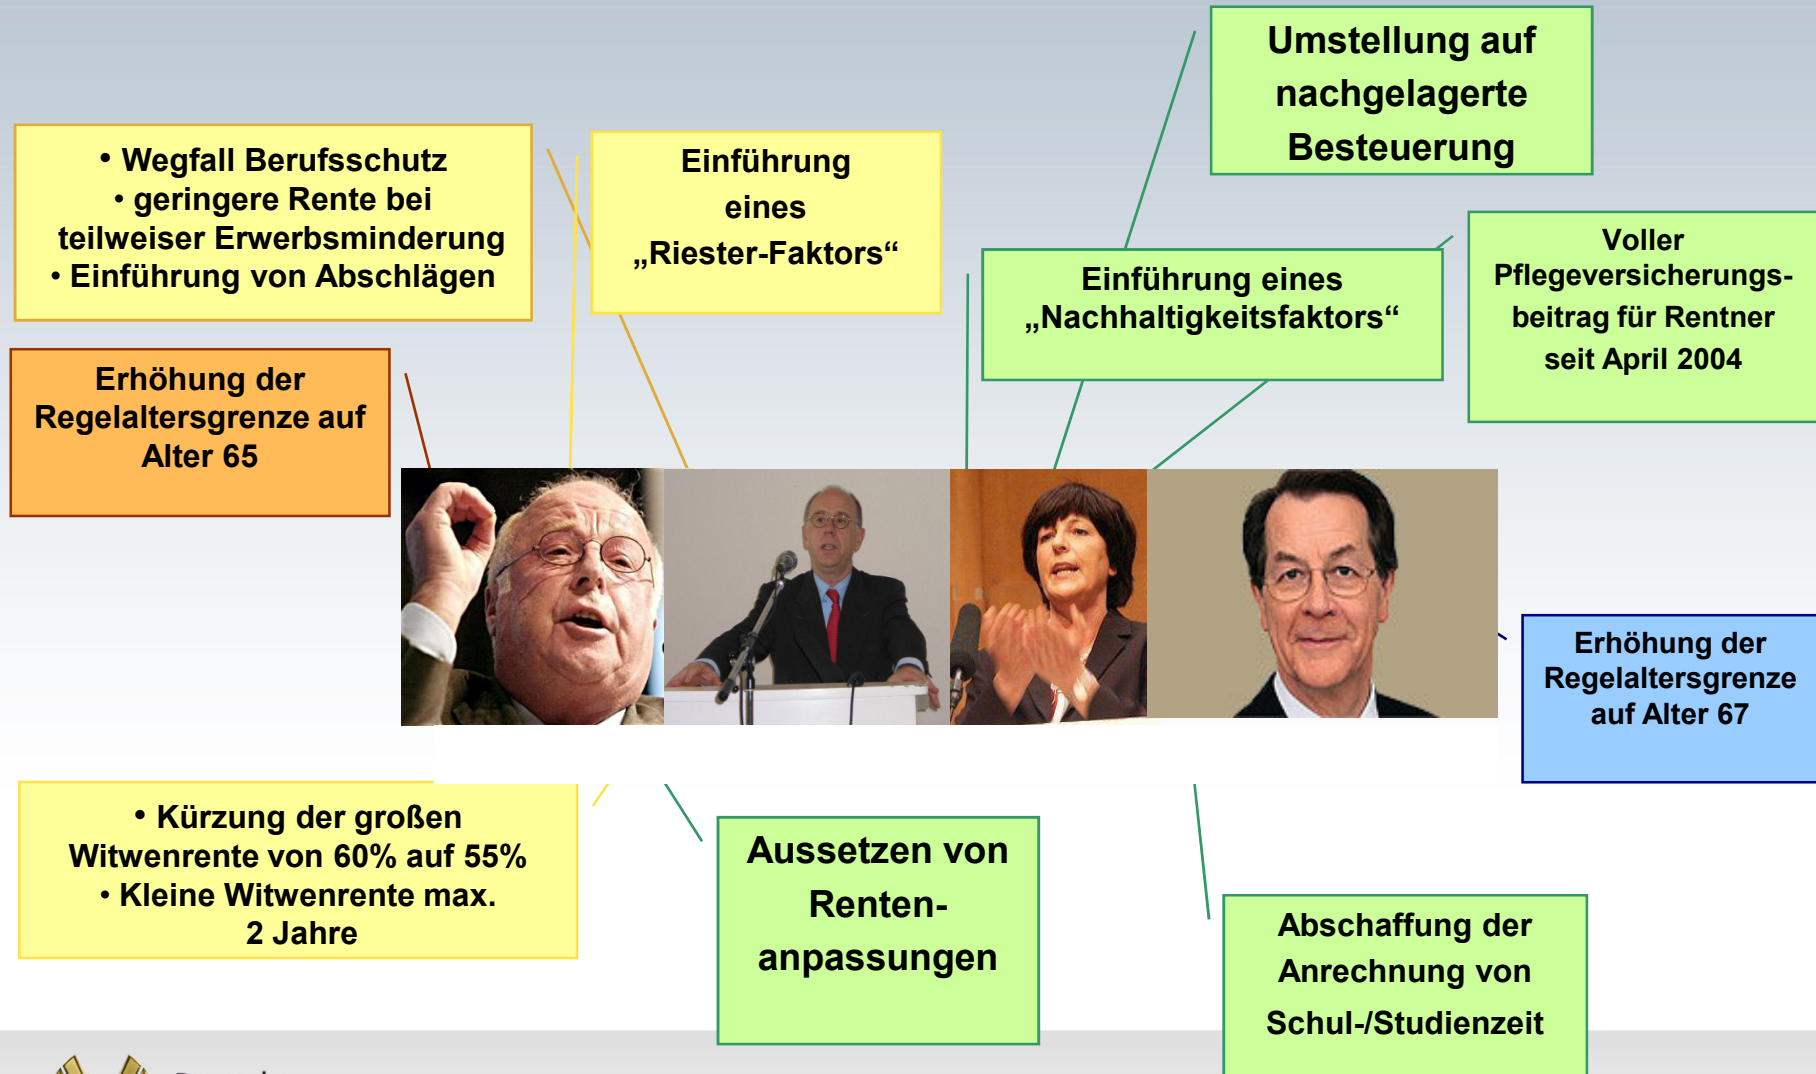 Umstellung auf
nachgelagerte
Besteuerung
• Wegfall Berufsschutz
• geringere Rente bei
teilweiser Erwerbsminderung
• Einführung von Abschlägen
Einführung
eines
„Riester-Faktors“
Einführung eines
„Nachhaltigkeitsfaktors“
Voller
Pflegeversicherungs-
beitrag für Rentner
seit April 2004
Erhöhung der
Regelaltersgrenze auf
Alter 65
Erhöhung der
Regelaltersgrenze
auf Alter 67
• Kürzung der großen
Witwenrente von 60% auf 55%
• Kleine Witwenrente max.
2 Jahre
Aussetzen von
Renten-
anpassungen
Abschaffung der
Anrechnung von
Schul-/Studienzeit